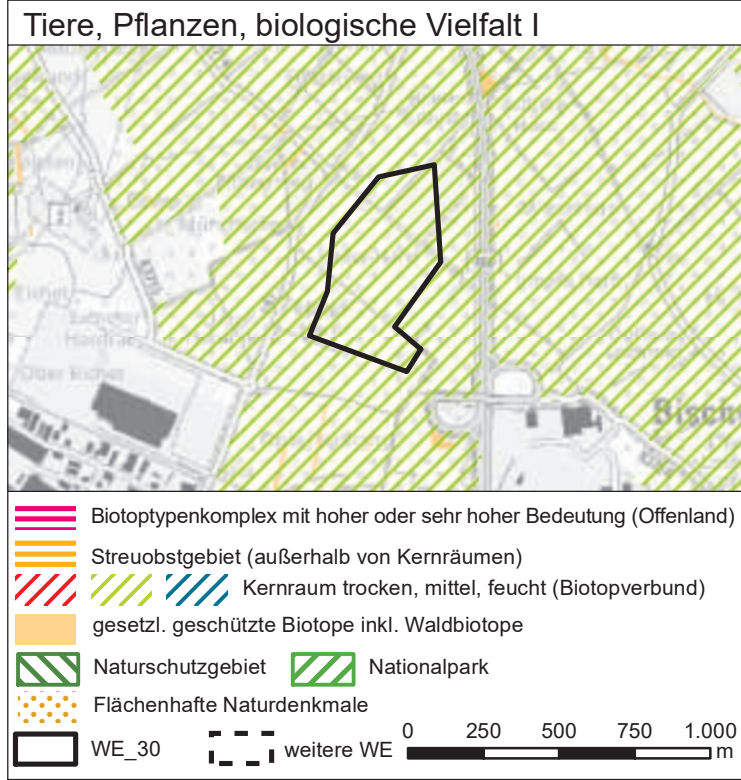 Tiere, Pflanzen, biologische Vielfalt I
Biotoptypenkomplex mit hoher oder sehr hoher Bedeutung (Offenland)
Streuobstgebiet (außerhalb von Kernräumen)
Kernraum trocken, mittel, feucht (Biotopverbund)
gesetzl. geschützte Biotope inkl. Waldbiotope
Naturschutzgebiet Nationalpark
Flächenhafte Naturdenkmale
WE_30 weitere WE 0 250 500 750 1.000
m